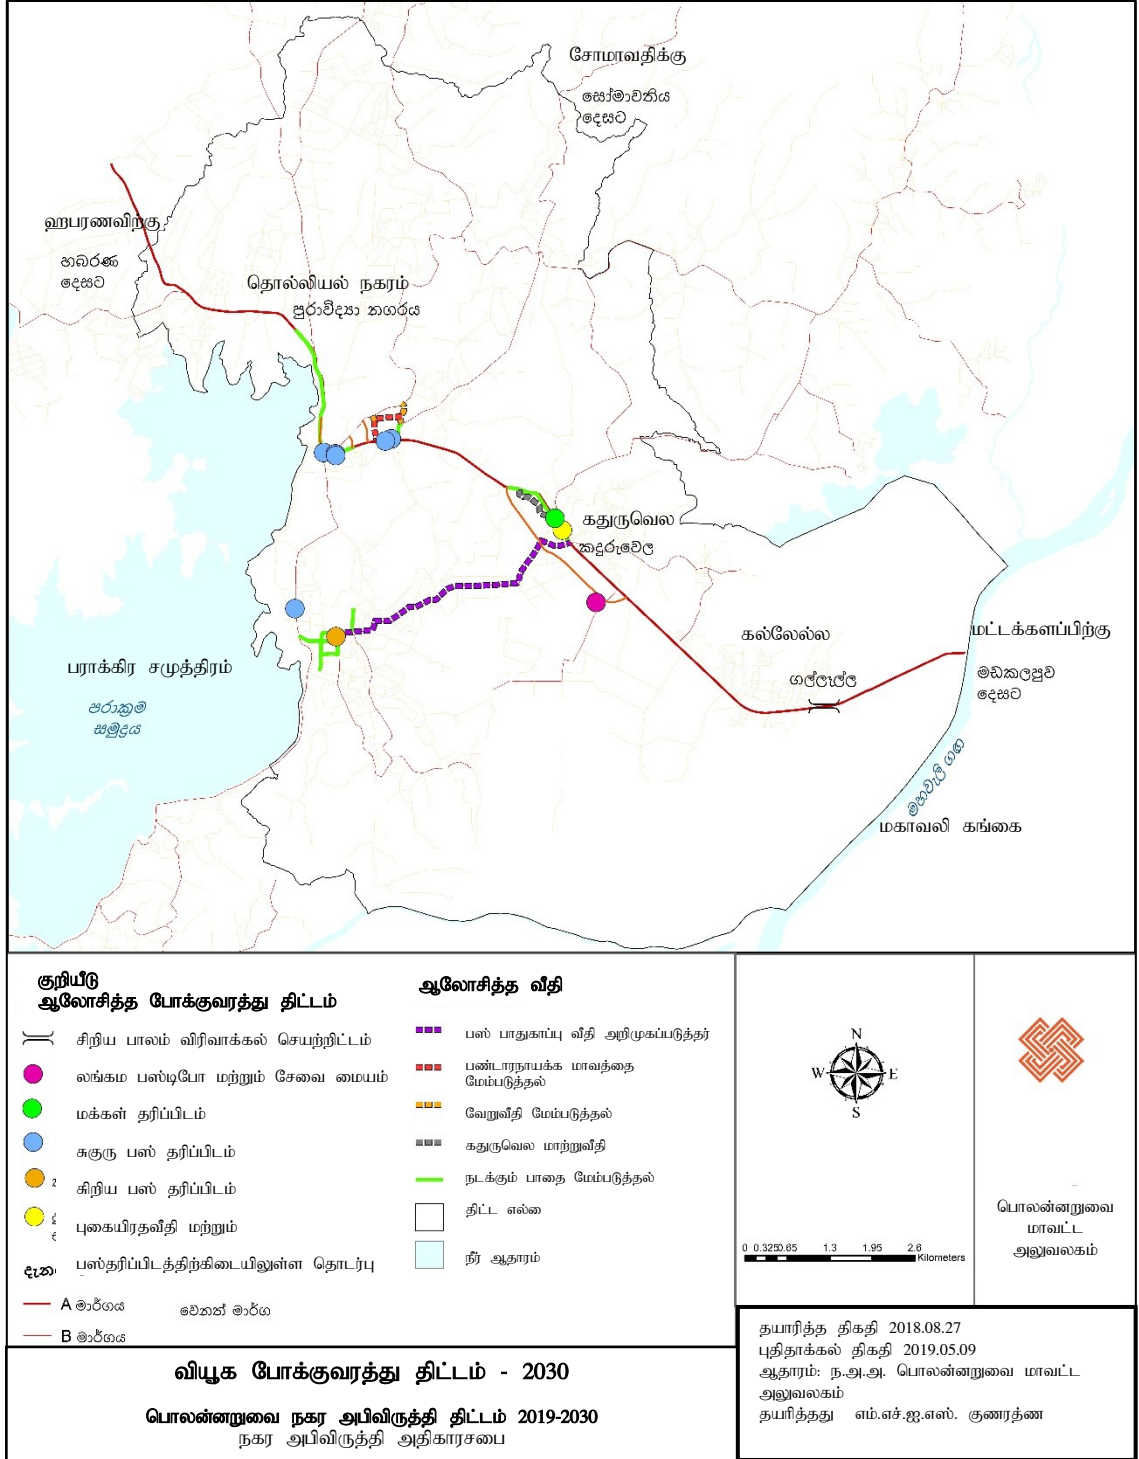 சோமாவதிக்கு
සෝමාවතිය
දෙසට
ஹபரணவிற்கு
හබරණ
දෙසට
தொல்லியல் நகரம்
පුරාවිද්‍යා නගරය
கதுருவெல
කදුරුවෙල
கல்லேல்ல
ගල්ලෑල්ල
மட்டக்களப்பிற்கு
මඩකලපුව
දෙසට
பராக்கிர சமுத்திரம்
පරාක්‍රම
සමුද්‍රය
මහවැලි ගඟ
மகாவலி கங்கை
குறியீடு
ஆலோசித்த போக்குவரத்து திட்டம்
சிறிய பாலம் விரிவாக்கல் செயற்றிட்டம்
லங்கம பஸ்டிபோ மற்றும் சேவை மையம்
மக்கள் தரிப்பிடம்
சுகுரு பஸ் தரிப்பிடம்
சிறிய பஸ் தரிப்பிடம்
புகையிரதவீதி மற்றும்
பஸ்தரிப்பிடத்திற்கிடையிலுள்ள தொடர்பு
දැන
A මාර්ගය
වෙනත් මාර්ග
B මාර්ගය
ஆலோசித்த வீதி
பஸ் பாதுகாப்பு வீதி அறிமுகப்படுத்தர்
பண்டாரநாயக்க மாவத்தை
மேம்படுத்தல்
வேறுவீதி மேம்படுத்தல்
கதுருவெல மாற்றுவீதி
நடக்கும் பாதை மேம்படுத்தல்
திட்ட எல்லை
நீர் ஆதாரம்
N
W E
S
0 0.3250.65 1.3 1.95 2.6
Kilometers
பொலன்னறுவை
மாவட்ட
அலுவலகம்
வியூக போக்குவரத்து திட்டம் - 2030
பொலன்னறுவை நகர அபிவிருத்தி திட்டம் 2019-2030
நகர அபிவிருத்தி அதிகாரசபை
தயாரித்த திகதி 2018.08.27
புதிதாக்கல் திகதி 2019.05.09
ஆதாரம்: ந.அ.அ. பொலன்னறுவை மாவட்ட
அலுவலகம்
தயரித்தது எம்.எச்.ஐ.எஸ். குணரத்ண